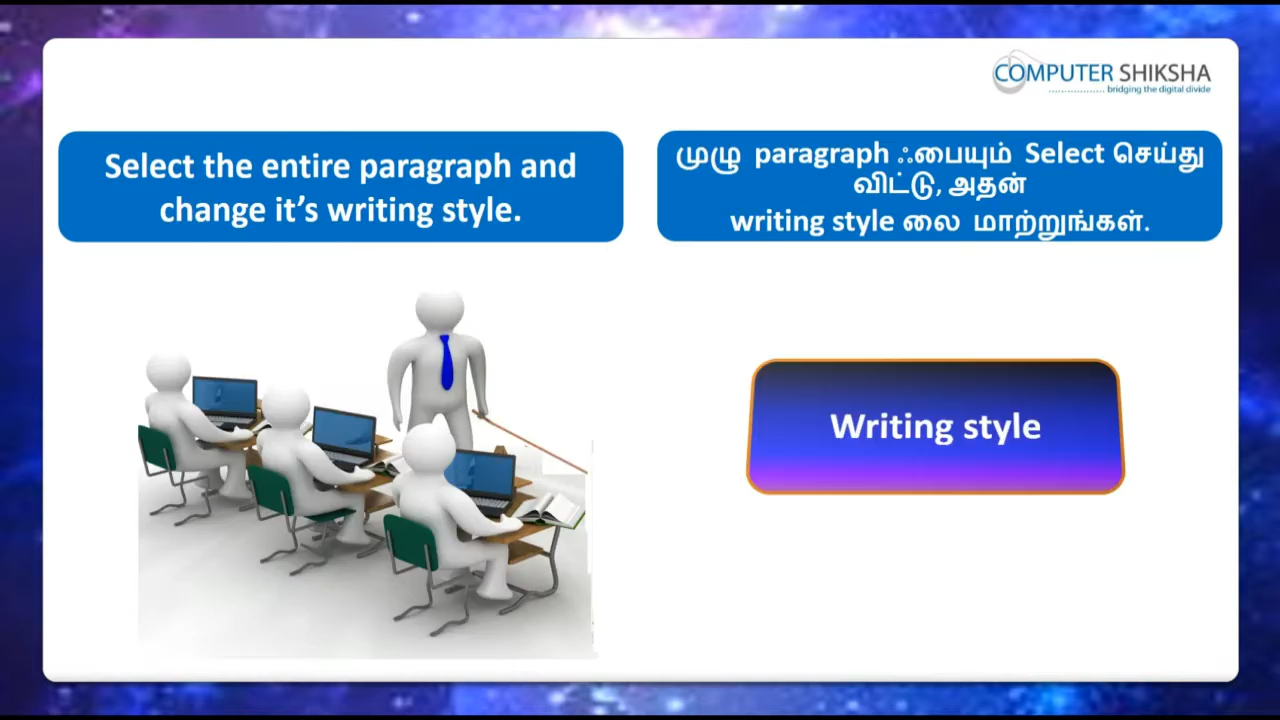 COMPUTER SHIKSHA
bridging the digital divide
Select the entire paragraph and
change it’s writing style.
முழு paragraph ஃபையும் Select செய்து
விட்டு, அதன்
writing style லை மாற்றுங்கள்.
Writing style